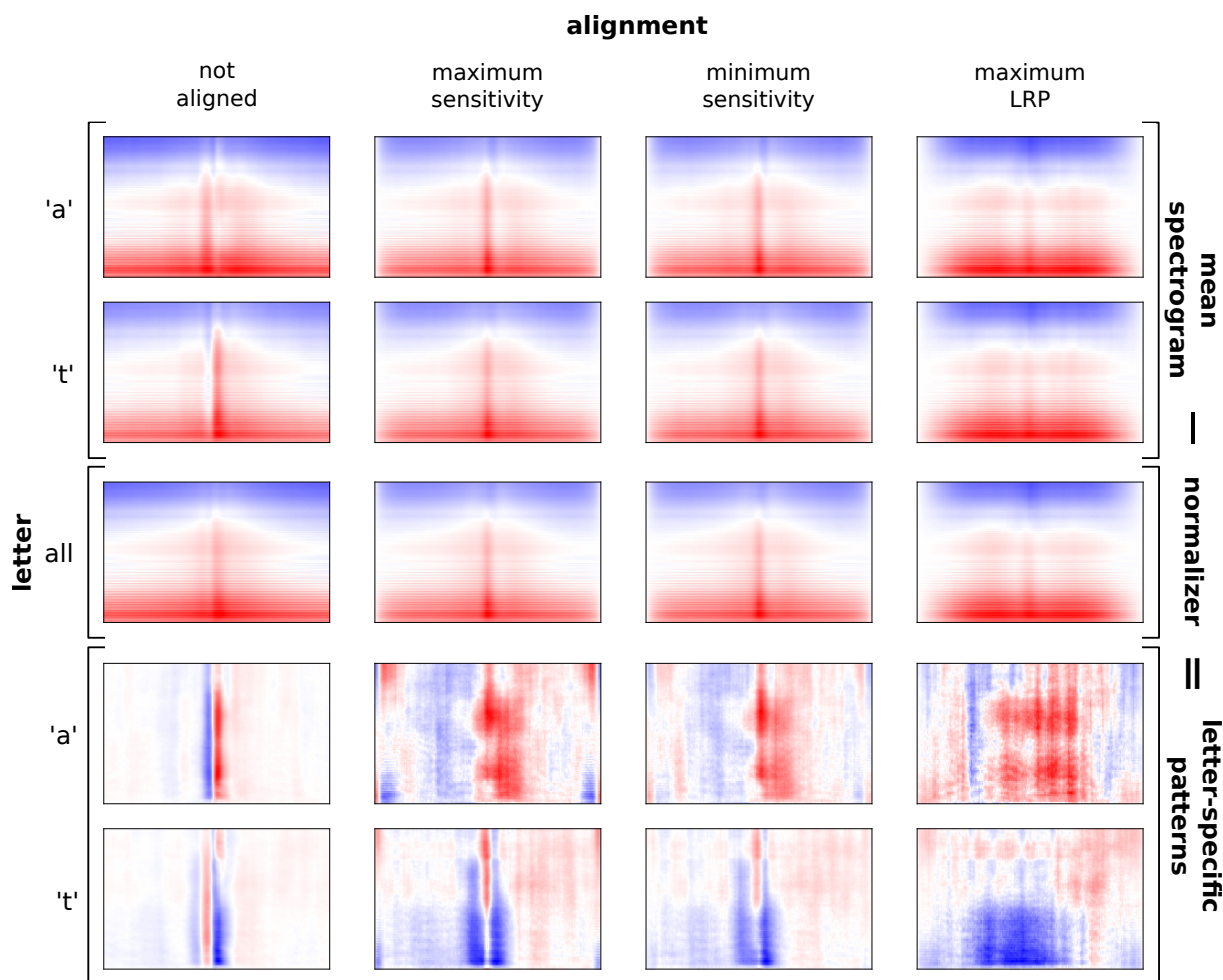 alignment
not
aligned
maximum
sensitivity
minimum
sensitivity
maximum
LRP
'a'
't'
letter
all
'a'
't'
mean
spectrogram
—
normalizer
=
letter-specific
patterns